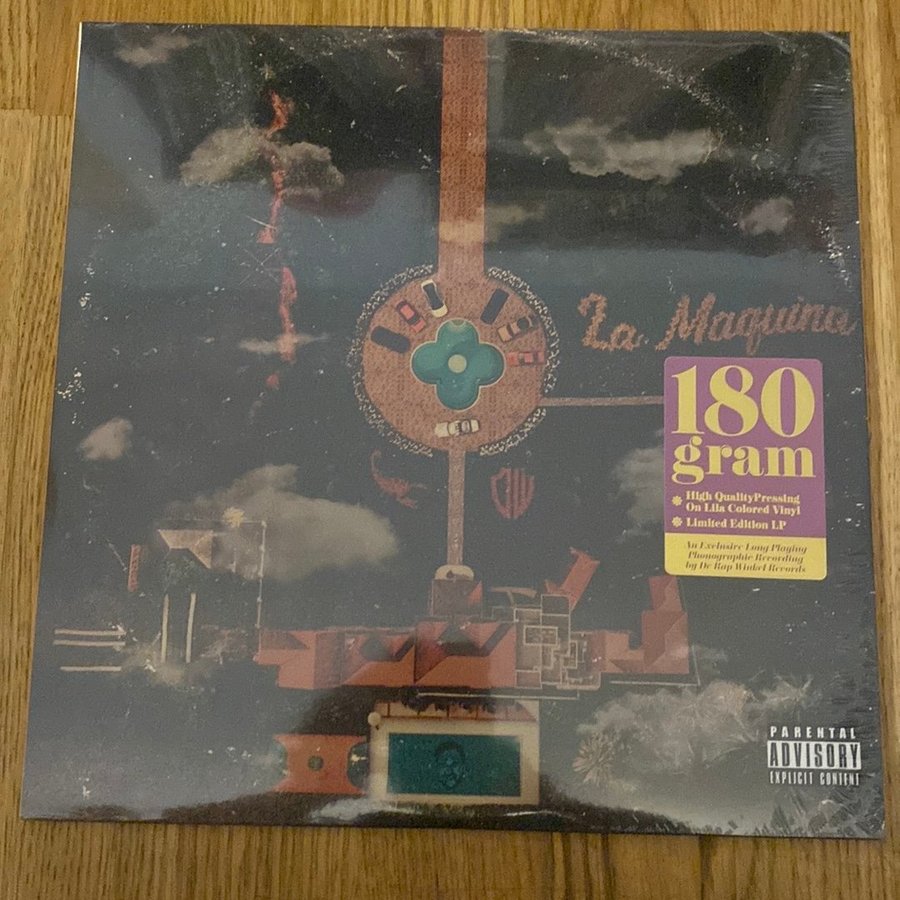 La Maquina
180
gram
High QualityPressing
On Lila Colored Vinyl
Limited Edition LP
An Exclusive Long Playing
Phonographic Recording
by De Rap Winkel Records
PARENTAL
ADVISORY
EXPLICIT CONTENT